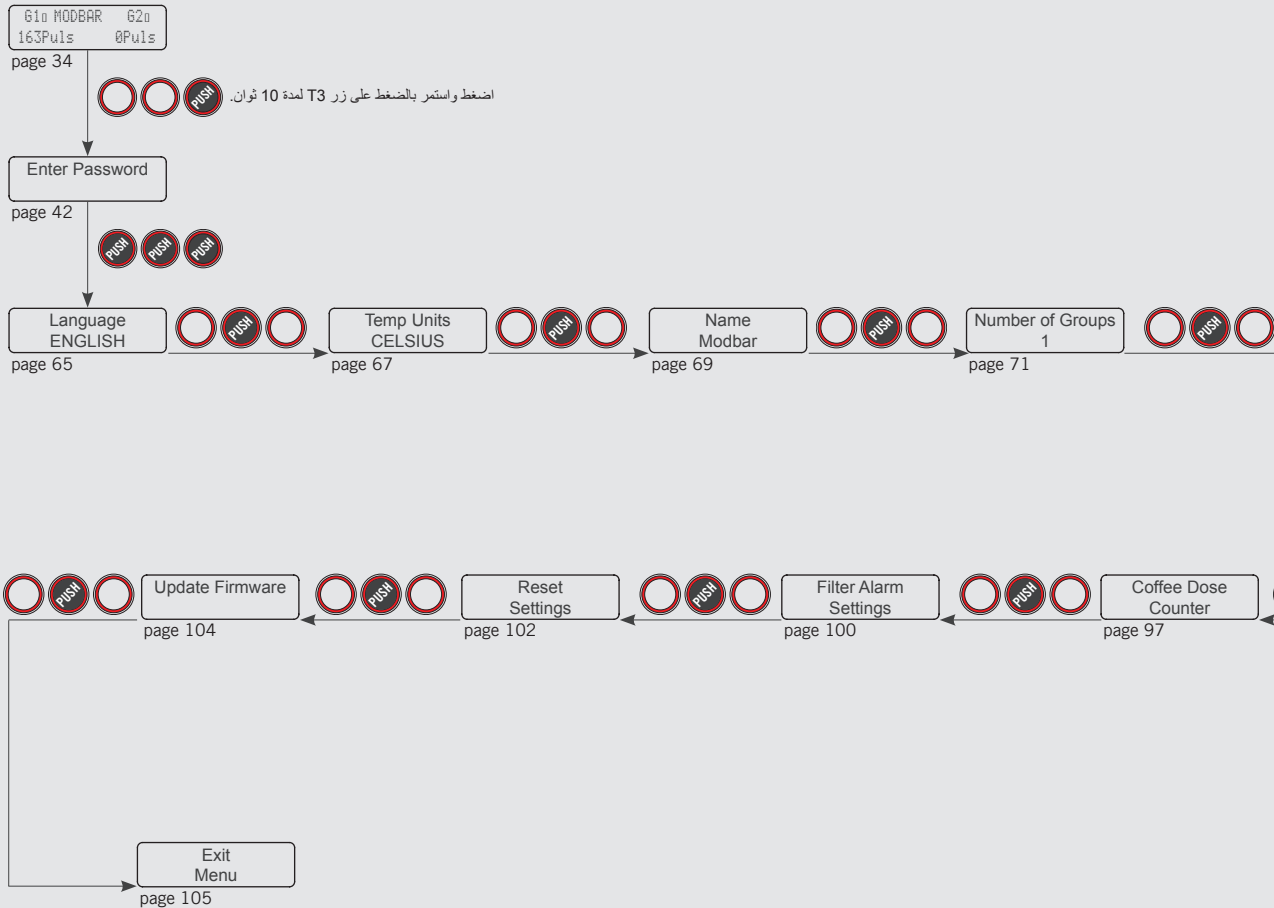 G1▯ MODBAR G2▯
163Puls 0Puls
page 34
PUSH
اضغط واستمر بالضغط على زر T3 لمدة 10 ثوان.
Enter Password
page 42
PUSH PUSH PUSH
Language
ENGLISH
page 65
PUSH
Temp Units
CELSIUS
page 67
PUSH
Name
Modbar
page 69
PUSH
Number of Groups
1
page 71
PUSH
PUSH
Update Firmware
page 104
PUSH
Reset
Settings
page 102
PUSH
Filter Alarm
Settings
page 100
PUSH
Coffee Dose
Counter
page 97
Exit
Menu
page 105